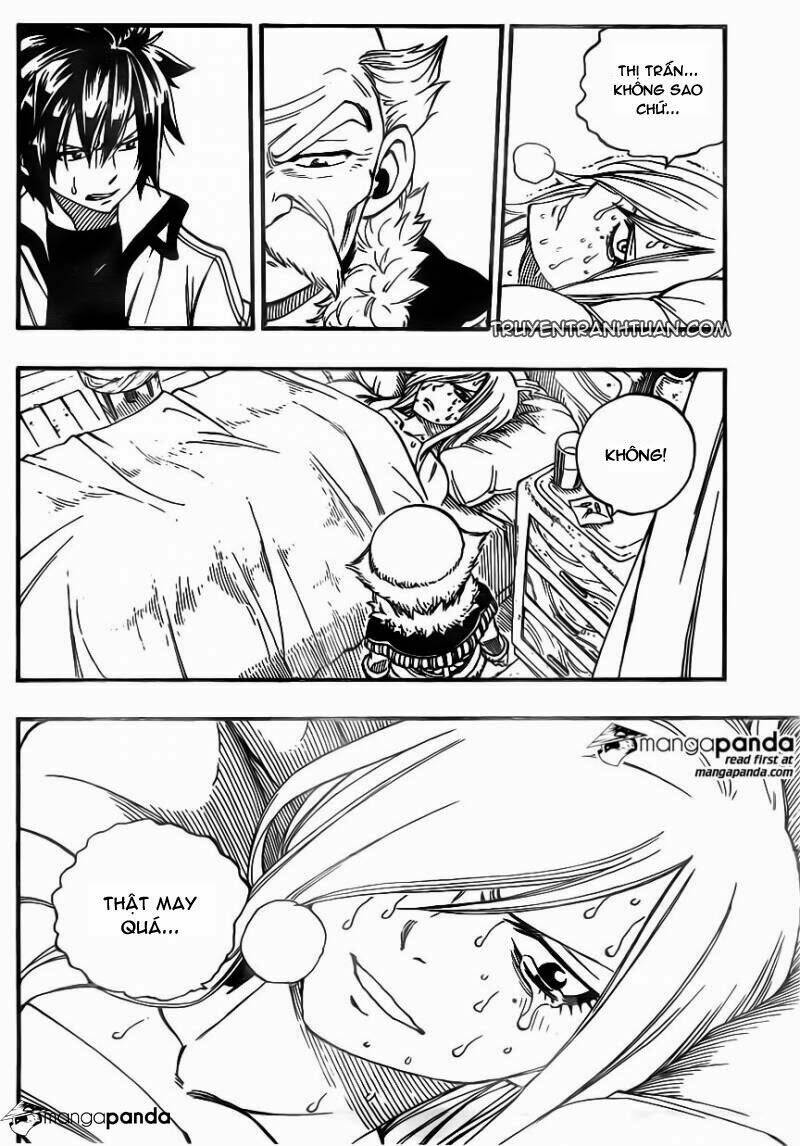 THỊ TRẤN...
KHÔNG SAO
CHỨ...
TRUYENTRANHTUAN.COM
KHÔNG!
mangapanda
read first at
mangapanda.com
THẬT MAY
QUÁ...
mangapanda